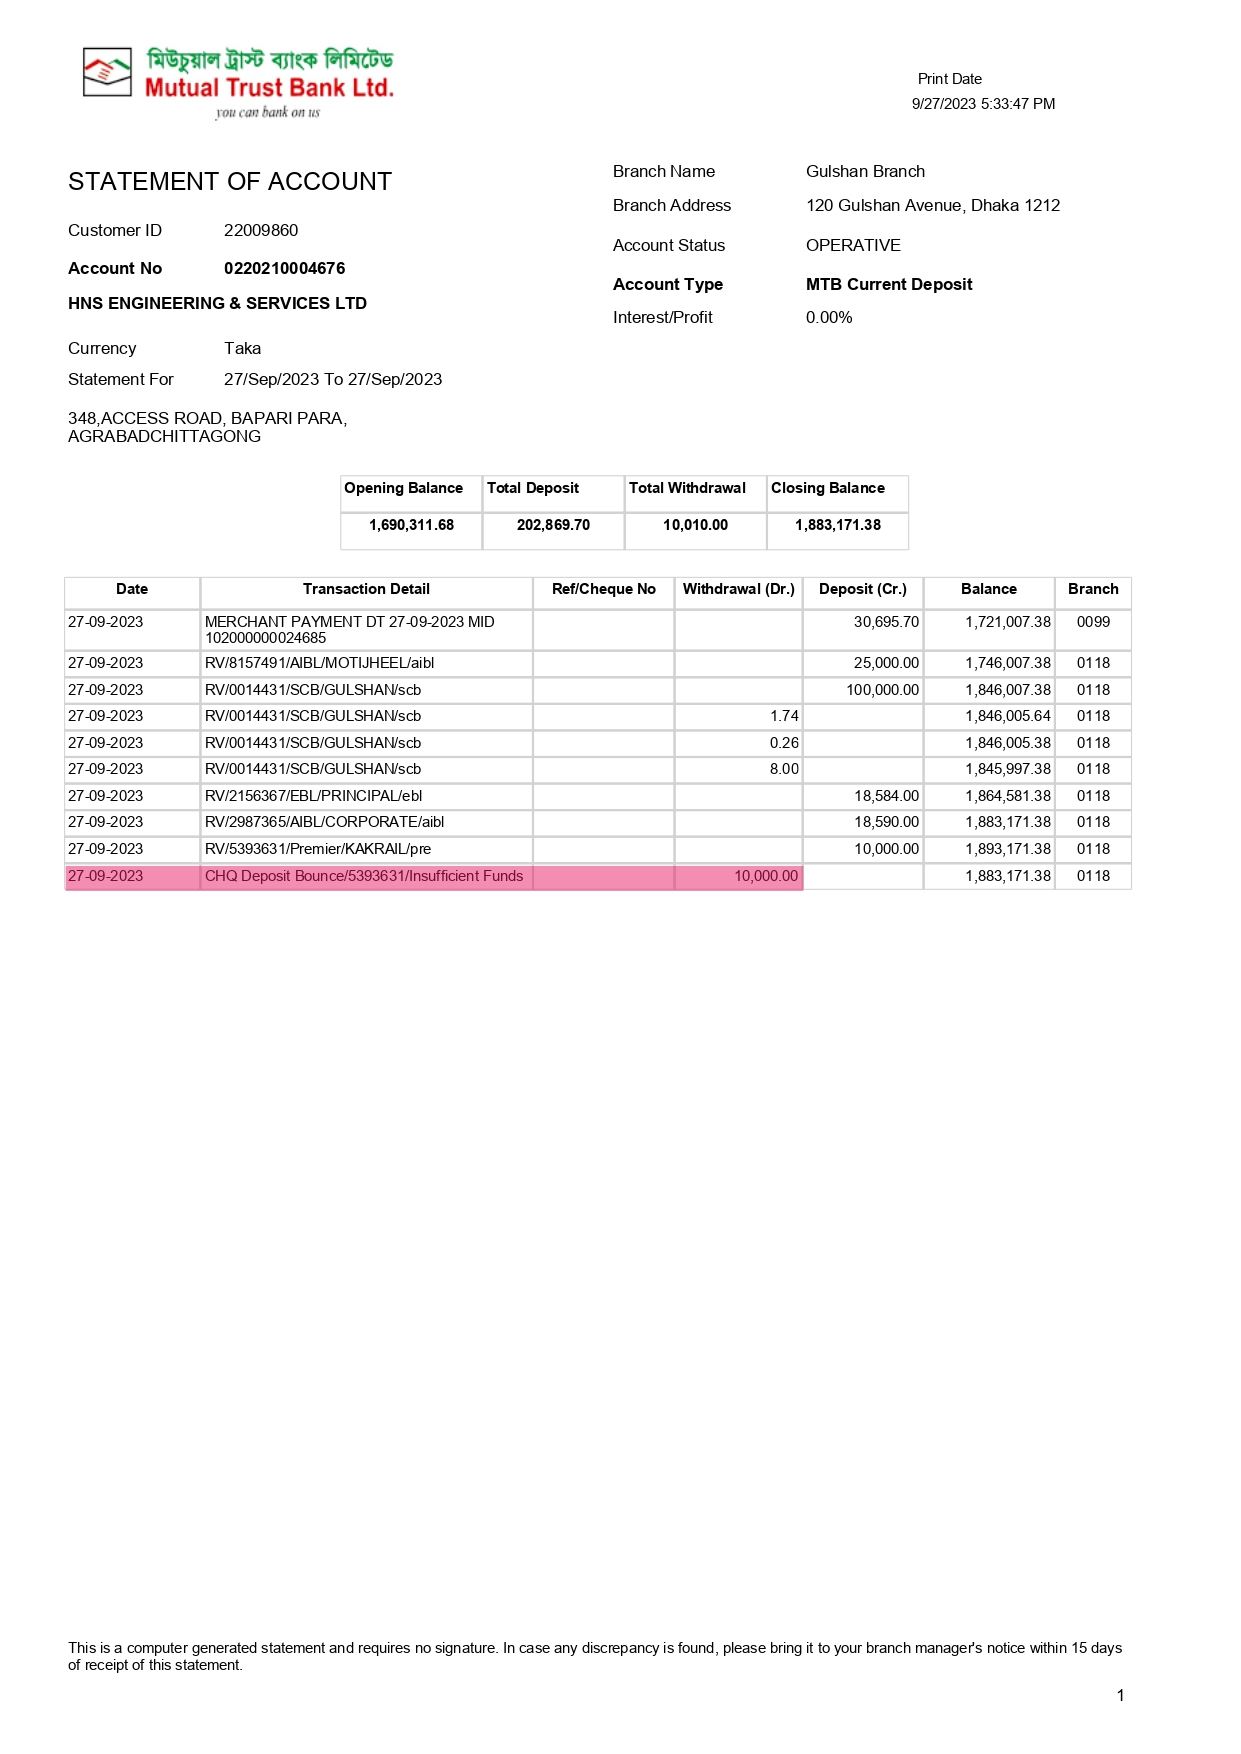 মিউচুয়াল ট্রাস্ট ব্যাংক লিমিটেড
Mutual Trust Bank Ltd.
you can bank on us
Print Date
9/27/2023 5:33:47 PM
STATEMENT OF ACCOUNT
Customer ID 22009860
Account No 0220210004676
HNS ENGINEERING & SERVICES LTD
Currency Taka
Statement For 27/Sep/2023 To 27/Sep/2023
348,ACCESS ROAD, BAPARI PARA,
AGRABADCHITTAGONG
Branch Name Gulshan Branch
Branch Address 120 Gulshan Avenue, Dhaka 1212
Account Status OPERATIVE
Account Type MTB Current Deposit
Interest/Profit 0.00%
Opening Balance Total Deposit Total Withdrawal Closing Balance
1,690,311.68 202,869.70 10,010.00 1,883,171.38
Date Transaction Detail Ref/Cheque No Withdrawal (Dr.) Deposit (Cr.) Balance Branch
27-09-2023 MERCHANT PAYMENT DT 27-09-2023 MID 30,695.70 1,721,007.38 0099
102000000024685
27-09-2023 RV/8157491/AIBL/MOTIJHEEL/aibl 25,000.00 1,746,007.38 0118
27-09-2023 RV/0014431/SCB/GULSHAN/scb 100,000.00 1,846,007.38 0118
27-09-2023 RV/0014431/SCB/GULSHAN/scb 1.74 1,846,005.64 0118
27-09-2023 RV/0014431/SCB/GULSHAN/scb 0.26 1,846,005.38 0118
27-09-2023 RV/0014431/SCB/GULSHAN/scb 8.00 1,845,997.38 0118
27-09-2023 RV/2156367/EBL/PRINCIPAL/ebl 18,584.00 1,864,581.38 0118
27-09-2023 RV/2987365/AIBL/CORPORATE/aibl 18,590.00 1,883,171.38 0118
27-09-2023 RV/5393631/Premier/KAKRAIL/pre 10,000.00 1,893,171.38 0118
27-09-2023 CHQ Deposit Bounce/5393631/Insufficient Funds 10,000.00 1,883,171.38 0118
This is a computer generated statement and requires no signature. In case any discrepancy is found, please bring it to your branch manager's notice within 15 days
of receipt of this statement.
1